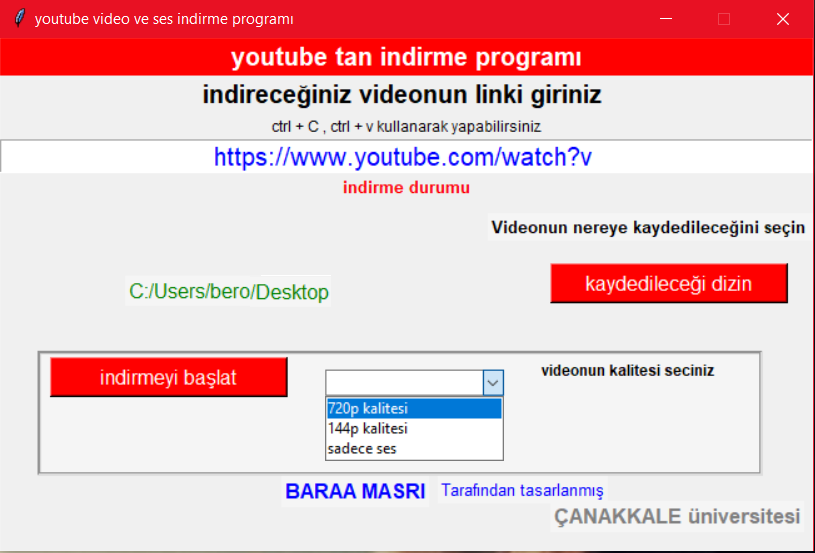 youtube video ve ses indirme programı
youtube tan indirme programı
indireceğiniz videonun linki giriniz
ctrl + C , ctrl + v kullanarak yapabilirsiniz
https://www.youtube.com/watch?v
indirme durumu
Videonun nereye kaydedileceğini seçin
C:/Users/bero/Desktop
kaydedileceği dizin
indirmeyi başlat
videonun kalitesi seciniz
720p kalitesi
144p kalitesi
sadece ses
BARAA MASRI Tarafından tasarlanmış
ÇANAKKALE üniversitesi